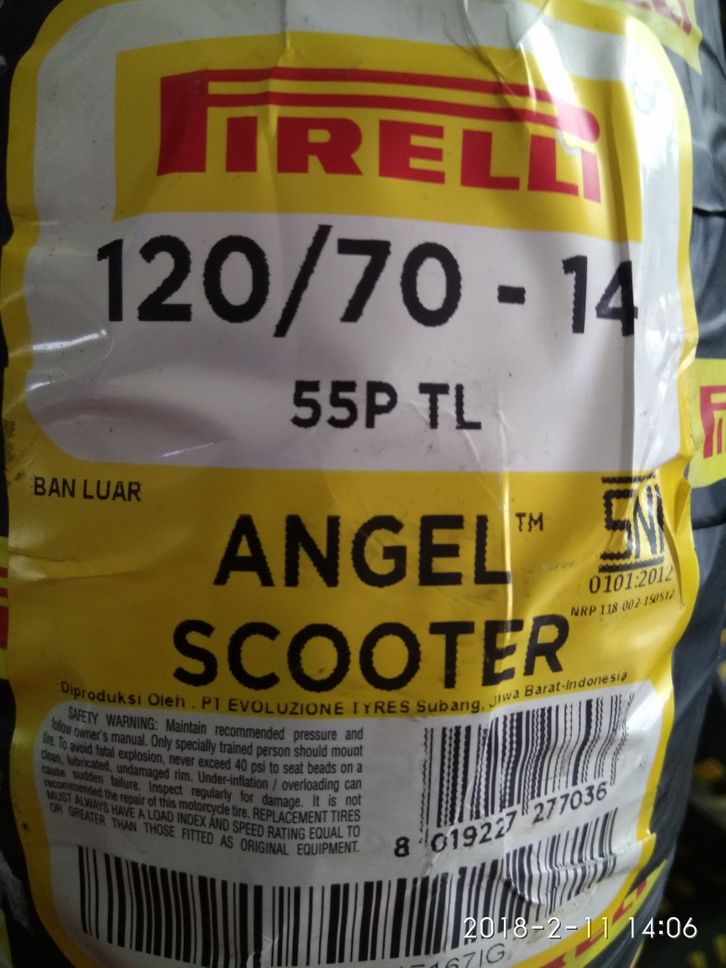 PIRELLI
120/70 - 14
55P TL
BAN LUAR
ANGEL™
SCOOTER
SNI
0101:2012
NRP 118-002-150512
Diproduksi Oleh . PT EVOLUZIONE TYRES Subang, Jawa Barat-Indonesia
SAFETY WARNING: Maintain recommended pressure and
follow owner's manual. Only specially trained person should mount
tire. To avoid fatal explosion, never exceed 40 psi to seat beads on a
clean, lubricated, undamaged rim. Under-inflation / overloading can
cause sudden failure. Inspect regularly for damage. It is not
recommended the repair of this motorcycle tire. REPLACEMENT TIRES
MUST ALWAYS HAVE A LOAD INDEX AND SPEED RATING EQUAL TO
OR GREATER THAN THOSE FITTED AS ORIGINAL EQUIPMENT.
8 019227 277036
2018-2-11 14:06